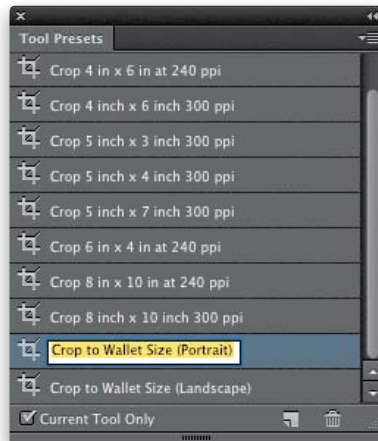 Tool Presets
Crop 4 in x 6 in at 240 ppi
Crop 4 inch x 6 inch 300 ppi
Crop 5 inch x 3 inch 300 ppi
Crop 5 inch x 4 inch 300 ppi
Crop 5 inch x 7 inch 300 ppi
Crop 6 in x 4 in at 240 ppi
Crop 8 in x 10 in at 240 ppi
Crop 8 inch x 10 inch 300 ppi
Crop to Wallet Size (Portrait)
Crop to Wallet Size (Landscape)
Current Tool Only